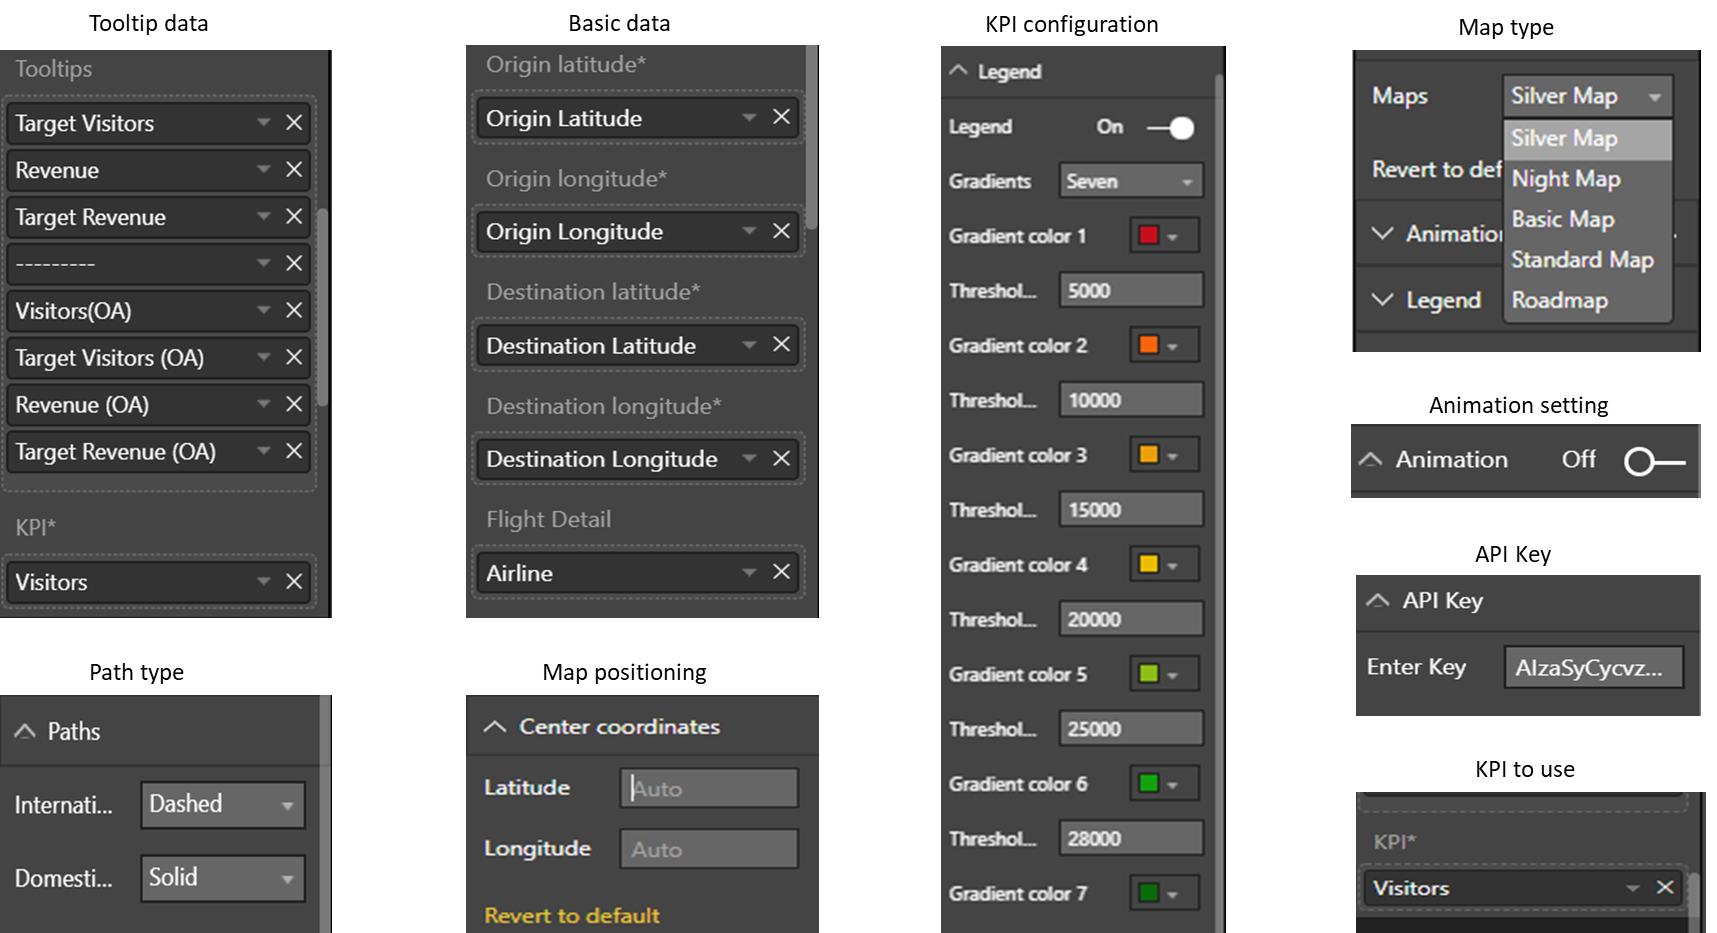 Tooltip data
Tooltips
Target Visitors
Revenue
Target Revenue
---------
Visitors(OA)
Target Visitors (OA)
Revenue (OA)
Target Revenue (OA)
KPI*
Visitors
Basic data
Origin latitude*
Origin Latitude
Origin longitude*
Origin Longitude
Destination latitude*
Destination Latitude
Destination longitude*
Destination Longitude
Flight Detail
Airline
KPI configuration
Legend
Legend On
Gradients Seven
Gradient color 1
Threshol... 5000
Gradient color 2
Threshol... 10000
Gradient color 3
Threshol... 15000
Gradient color 4
Threshol... 20000
Gradient color 5
Threshol... 25000
Gradient color 6
Threshol... 28000
Gradient color 7
Map type
Maps Silver Map
Silver Map
Revert to def
Night Map
Basic Map
Animation
Standard Map
Legend
Roadmap
Animation setting
Animation Off
API Key
API Key
Enter Key AIzaSyCycvz...
KPI to use
KPI*
Visitors
Path type
Paths
Internati... Dashed
Domesti... Solid
Map positioning
Center coordinates
Latitude Auto
Longitude Auto
Revert to default